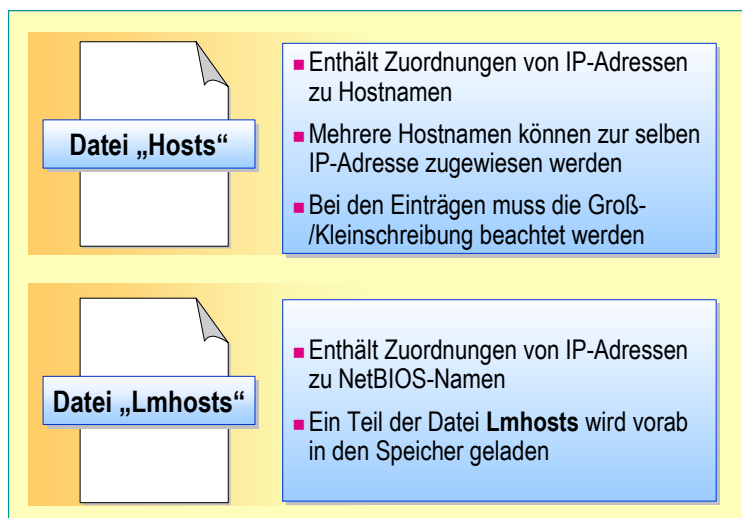 Datei „Hosts“
■ Enthält Zuordnungen von IP-Adressen
zu Hostnamen
■ Mehrere Hostnamen können zur selben
IP-Adresse zugewiesen werden
■ Bei den Einträgen muss die Groß-
/Kleinschreibung beachtet werden
Datei „Lmhosts“
■ Enthält Zuordnungen von IP-Adressen
zu NetBIOS-Namen
■ Ein Teil der Datei Lmhosts wird vorab
in den Speicher geladen